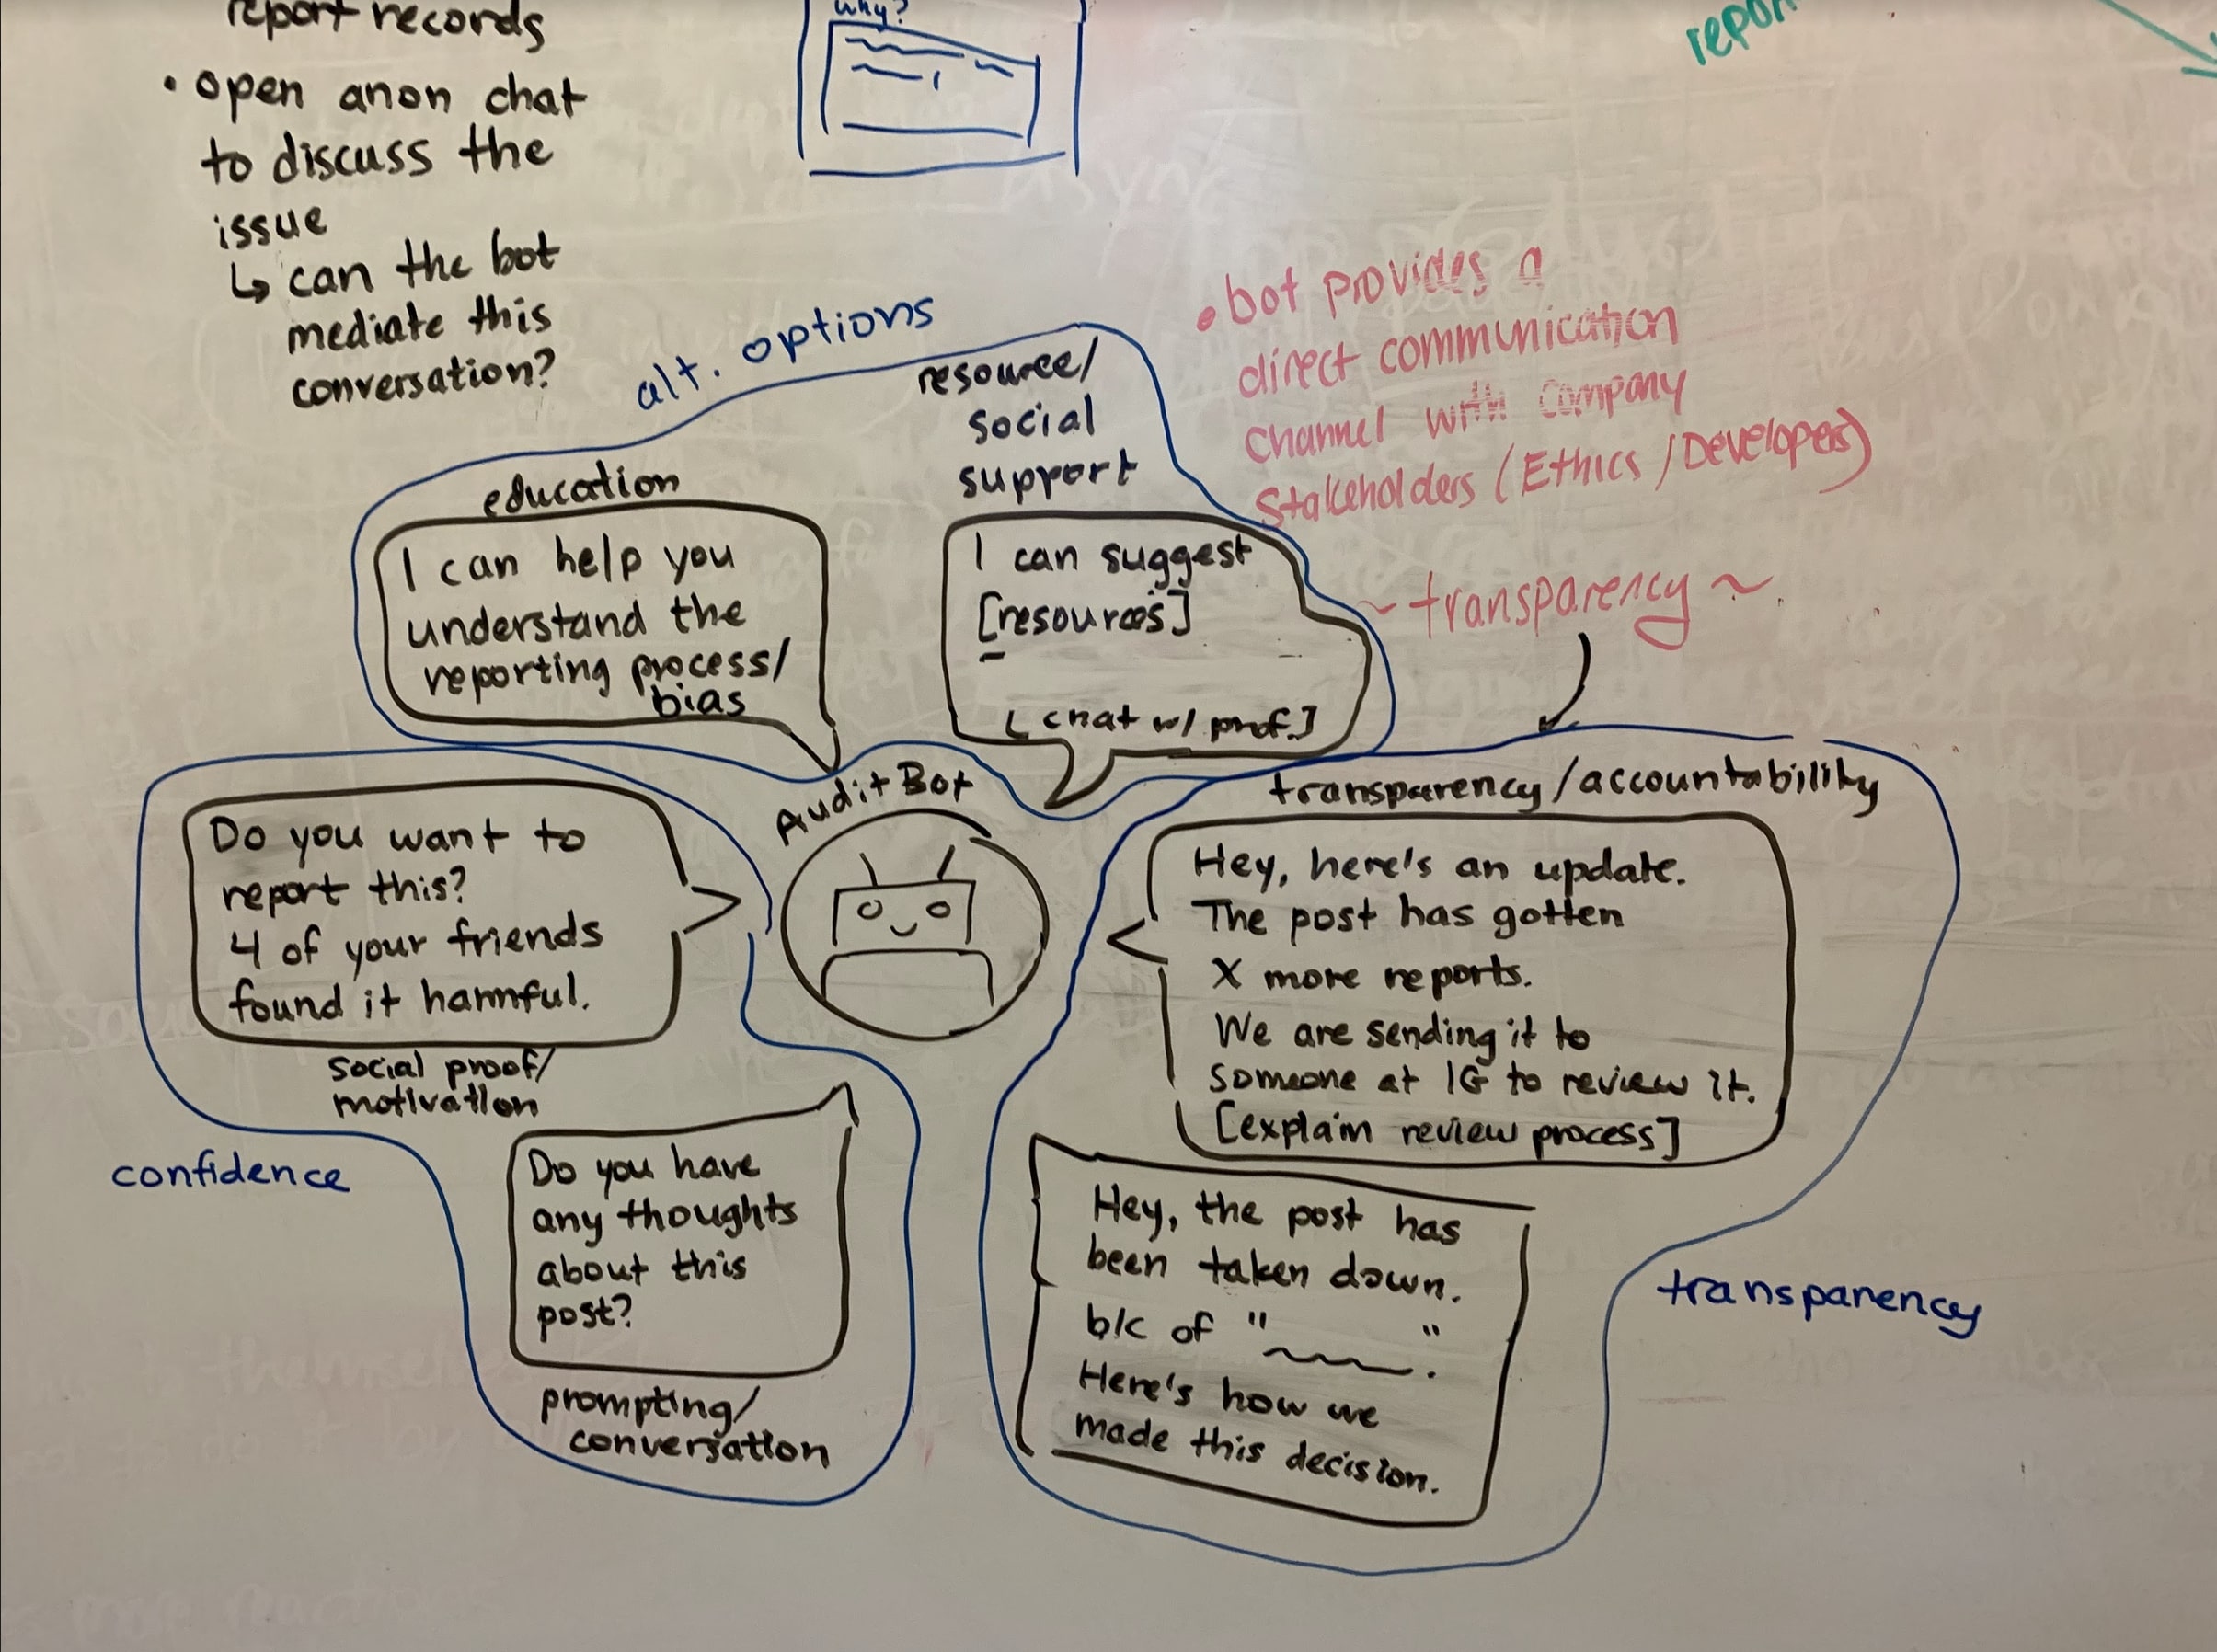 report records
• open anon chat
to discuss the
issue
↳ can the bot
mediate this
conversation?
why?
repor
• bot provides a
direct communication
channel with company
Stakeholders (Ethics / Developers)
~ transparency ~
alt. options
education
I can help you
understand the
reporting process/
bias
resource/
social
support
I can suggest
[resources]
[chat w/ prof.]
Audit Bot
Do you want to
report this?
4 of your friends
found it harmful.
social proof/
motivation
confidence
Do you have
any thoughts
about this
post?
prompting/
conversation
transparency/accountability
Hey, here's an update.
The post has gotten
X more reports.
We are sending it to
someone at IG to review it.
[explain review process]
Hey, the post has
been taken down.
b/c of "          ".
Here's how we
made this decision.
transparency